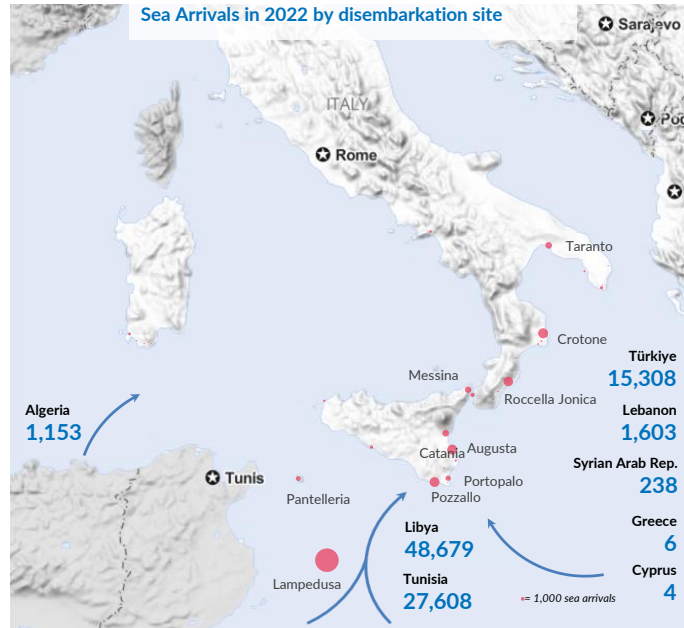 Sea Arrivals in 2022 by disembarkation site
Sarajevo
ITALY
Rome
Taranto
Crotone
Türkiye
15,308
Messina
Roccella Jonica
Algeria
1,153
Lebanon
1,603
Catania
Augusta
Syrian Arab Rep.
238
Tunis
Portopalo
Pantelleria
Pozzallo
Greece
6
Libya
48,679
Cyprus
4
Lampedusa
Tunisia
27,608
= 1,000 sea arrivals